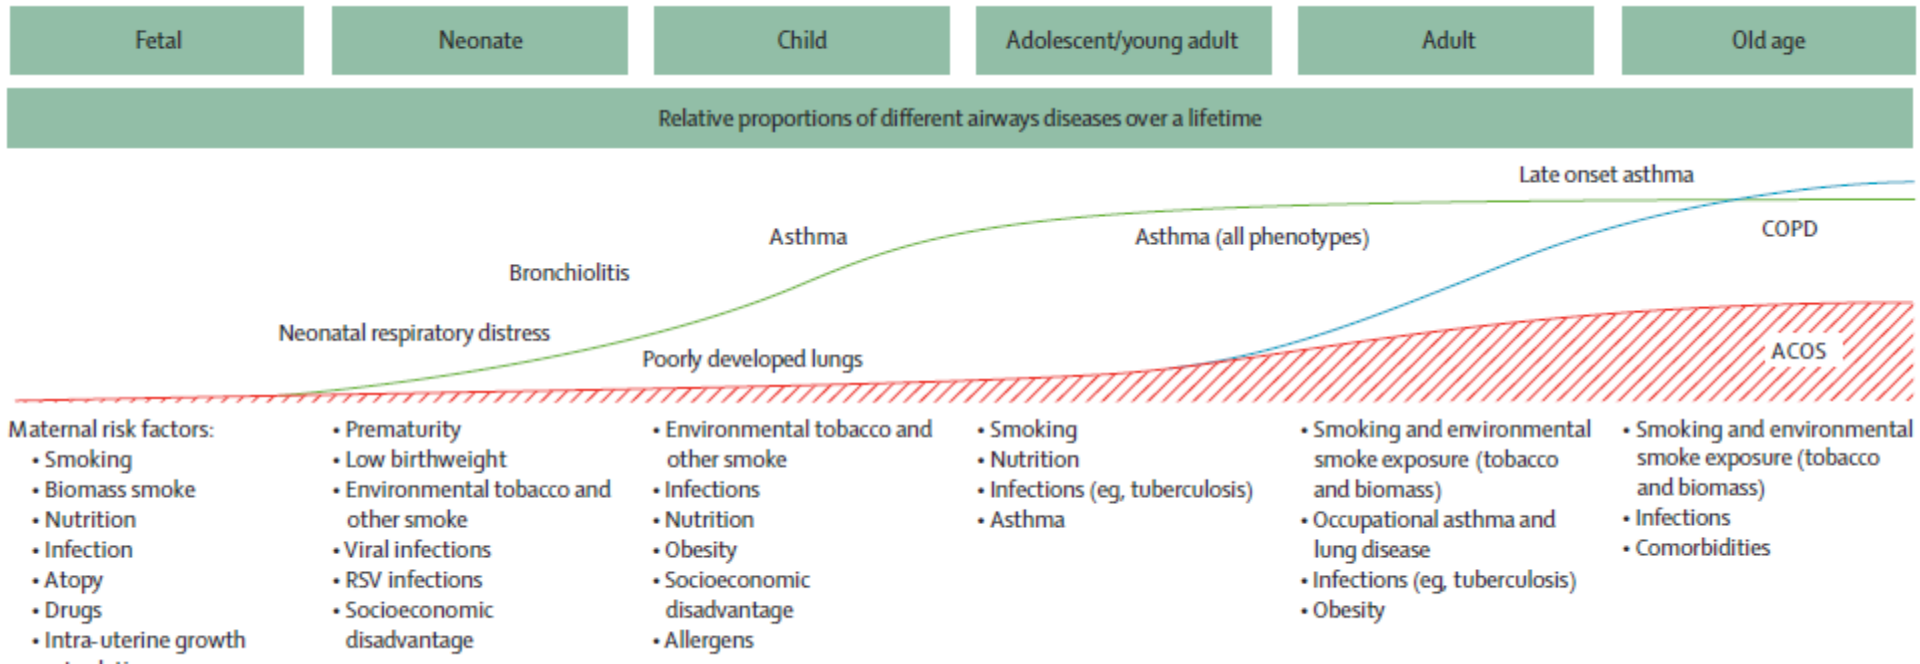 Fetal
Neonate
Child
Adolescent/young adult
Adult
Old age
Relative proportions of different airways diseases over a lifetime
Late onset asthma
Asthma
Asthma (all phenotypes)
COPD
Bronchiolitis
Neonatal respiratory distress
Poorly developed lungs
ACOS
Maternal risk factors:
• Smoking
• Biomass smoke
• Nutrition
• Infection
• Atopy
• Drugs
• Intra-uterine growth
• Prematurity
• Low birthweight
• Environmental tobacco and
other smoke
• Viral infections
• RSV infections
• Socioeconomic
disadvantage
• Environmental tobacco and
other smoke
• Infections
• Nutrition
• Obesity
• Socioeconomic
disadvantage
• Allergens
• Smoking
• Nutrition
• Infections (eg, tuberculosis)
• Asthma
• Smoking and environmental
smoke exposure (tobacco
and biomass)
• Occupational asthma and
lung disease
• Infections (eg, tuberculosis)
• Obesity
• Smoking and environmental
smoke exposure (tobacco
and biomass)
• Infections
• Comorbidities